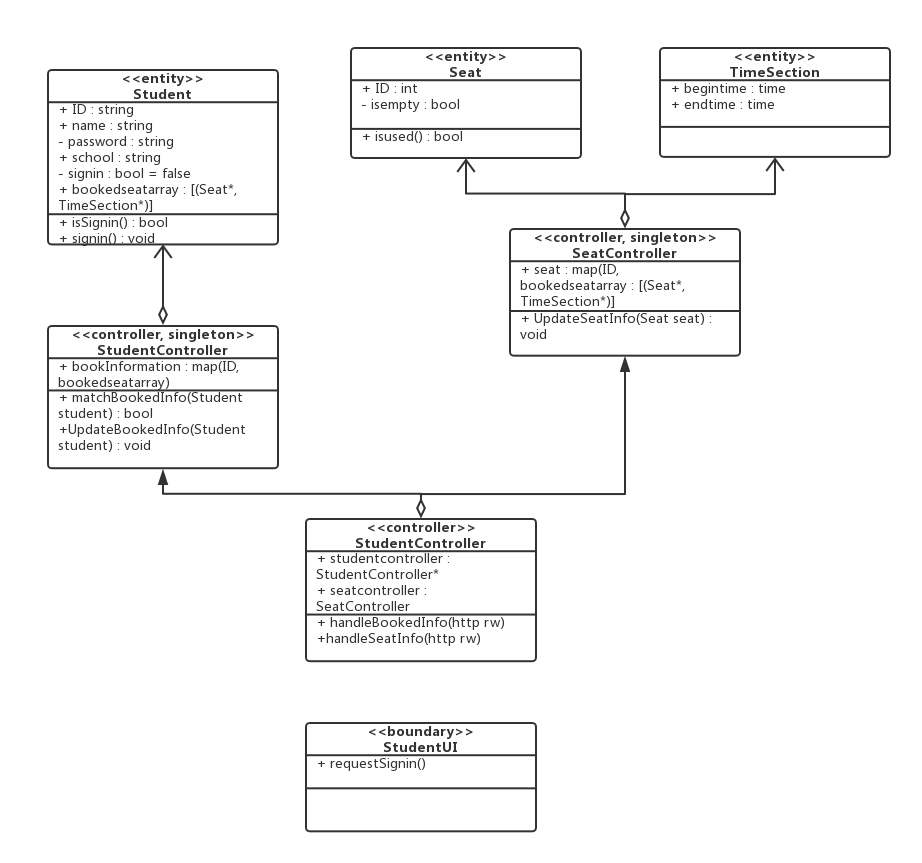 <<entity>>
Student
+ ID : string
+ name : string
- password : string
+ school : string
- signin : bool = false
+ bookedseatarray : [(Seat*,
TimeSection*)]
+ isSignin() : bool
+ signin() : void
<<entity>>
Seat
+ ID : int
- isempty : bool
+ isused() : bool
<<entity>>
TimeSection
+ begintime : time
+ endtime : time
<<controller, singleton>>
SeatController
+ seat : map(ID,
bookedseatarray : [(Seat*,
TimeSection*)]
+ UpdateSeatInfo(Seat seat) :
void
<<controller, singleton>>
StudentController
+ bookInformation : map(ID,
bookedseatarray)
+ matchBookedInfo(Student
student) : bool
+UpdateBookedInfo(Student
student) : void
<<controller>>
StudentController
+ studentcontroller :
StudentController*
+ seatcontroller :
SeatController
+ handleBookedInfo(http rw)
+handleSeatInfo(http rw)
<<boundary>>
StudentUI
+ requestSignin()